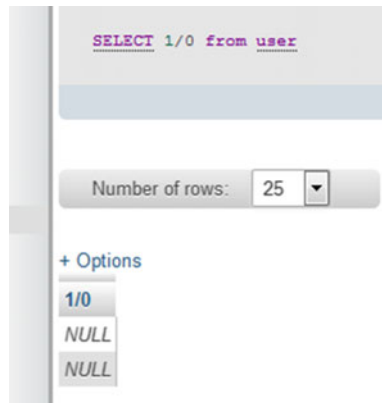 SELECT 1/0 from user
Number of rows: 25
+ Options
1/0
NULL
NULL